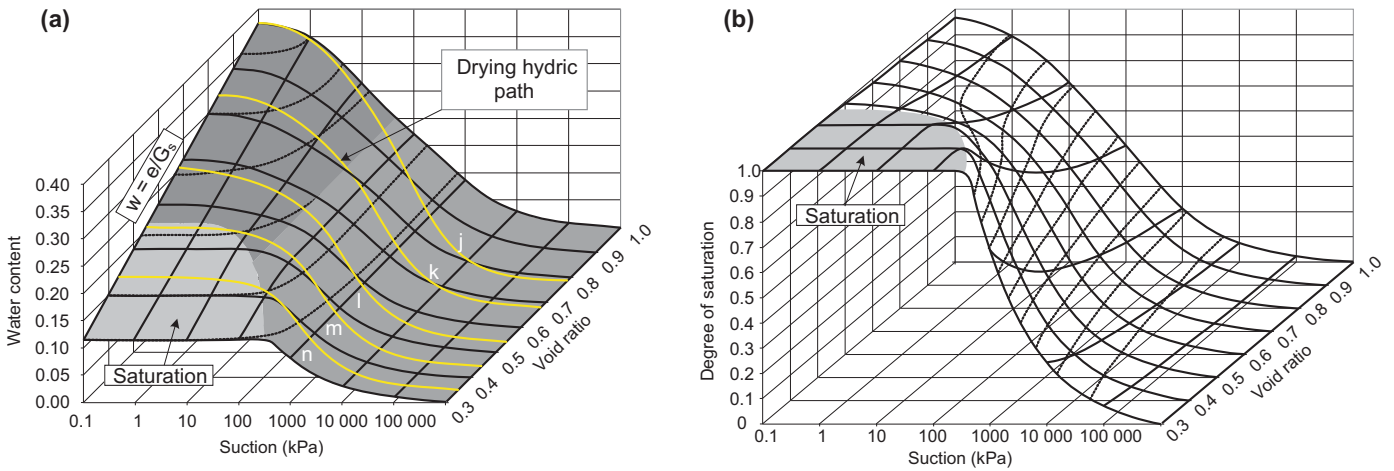 (a)
Drying hydric
path
w = e/Gs
0.40
0.35
0.30
0.25
0.20
0.15
0.10
0.05
0.00
Water content
Saturation
j
k
l
m
n
0.1
1
10
100
1000
10 000
100 000
Suction (kPa)
0.3
0.4
0.5
0.6
0.7
0.8
0.9
1.0
Void ratio
(b)
1.0
0.9
0.8
0.7
0.6
0.5
0.4
0.3
0.2
0.1
0
Degree of saturation
Saturation
0.1
1
10
100
1000
10 000
100 000
Suction (kPa)
0.3
0.4
0.5
0.6
0.7
0.8
0.9
1.0
Void ratio